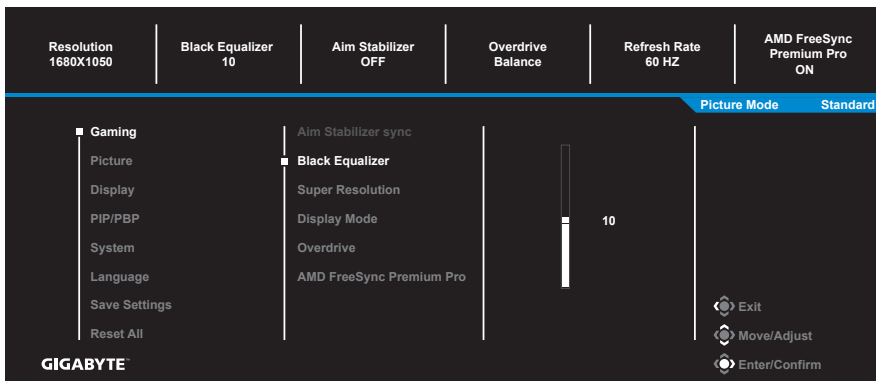 Resolution
1680X1050
Black Equalizer
10
Aim Stabilizer
OFF
Overdrive
Balance
Refresh Rate
60 HZ
AMD FreeSync
Premium Pro
ON
Picture Mode Standard
Gaming
Picture
Display
PIP/PBP
System
Language
Save Settings
Reset All
Aim Stabilizer sync
Black Equalizer
Super Resolution
Display Mode
Overdrive
AMD FreeSync Premium Pro
10
Exit
Move/Adjust
Enter/Confirm
GIGABYTE™